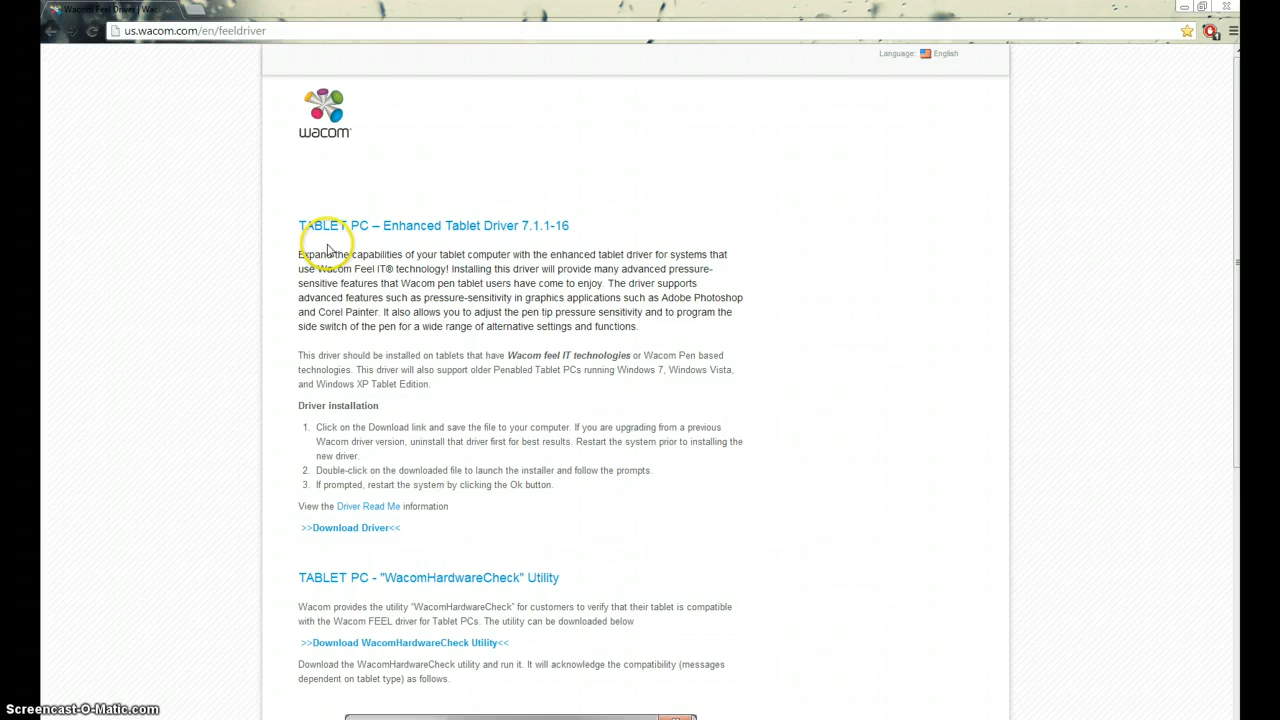 Wacom Feel Driver | Wac
us.wacom.com/en/feeldriver
Language: English
wacom
TABLET PC – Enhanced Tablet Driver 7.1.1-16
Expand the capabilities of your tablet computer with the enhanced tablet driver for systems that
use Wacom Feel IT® technology! Installing this driver will provide many advanced pressure-
sensitive features that Wacom pen tablet users have come to enjoy. The driver supports
advanced features such as pressure-sensitivity in graphics applications such as Adobe Photoshop
and Corel Painter. It also allows you to adjust the pen tip pressure sensitivity and to program the
side switch of the pen for a wide range of alternative settings and functions.
This driver should be installed on tablets that have Wacom feel IT technologies or Wacom Pen based
technologies. This driver will also support older Penabled Tablet PCs running Windows 7, Windows Vista,
and Windows XP Tablet Edition.
Driver installation
1. Click on the Download link and save the file to your computer. If you are upgrading from a previous
Wacom driver version, uninstall that driver first for best results. Restart the system prior to installing the
new driver.
2. Double-click on the downloaded file to launch the installer and follow the prompts.
3. If prompted, restart the system by clicking the Ok button.
View the Driver Read Me information
>>Download Driver<<
TABLET PC - "WacomHardwareCheck" Utility
Wacom provides the utility "WacomHardwareCheck" for customers to verify that their tablet is compatible
with the Wacom FEEL driver for Tablet PCs. The utility can be downloaded below
>>Download WacomHardwareCheck Utility<<
Download the WacomHardwareCheck utility and run it. It will acknowledge the compatibility (messages
dependent on tablet type) as follows.
Screencast-O-Matic.com